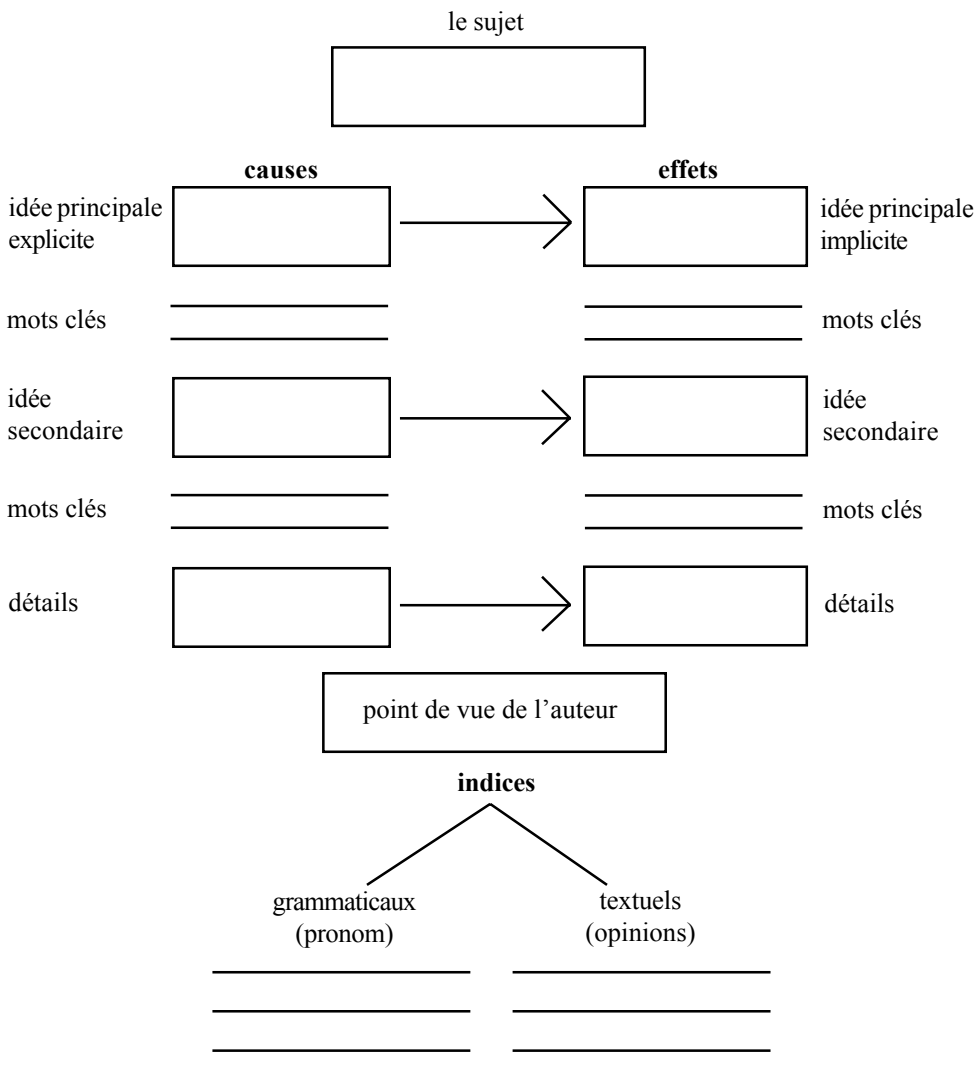 le sujet
causes
effets
idée principale
explicite
idée principale
implicite
mots clés
mots clés
idée
secondaire
idée
secondaire
mots clés
mots clés
détails
détails
point de vue de l’auteur
indices
grammaticaux
(pronom)
textuels
(opinions)